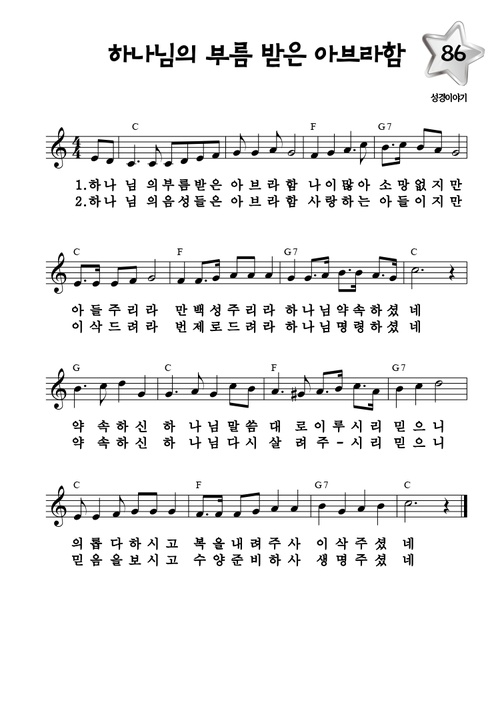 하나님의 부름 받은 아브라함
86
성경이야기
C F G7
1.하나 님 의부름받은 아 브 라 함 나 이 많아 소 망 없 지 만
2.하나 님 의음성들은 아 브 라 함 사 랑 하 는 아 들 이 지 만
C F G7 C
아 들 주 리 라 만 백 성 주 리 라 하 나 님 약 속 하 셨 네
이 삭 드 려 라 번 제 로 드 려 라 하 나 님 명 령 하 셨 네
G C F G7
약 속 하 신 하 나 님 말 씀 대 로 이 루 시 리 믿 으 니
약 속 하 신 하 나 님 다 시 살 려 주 - 시 리 믿 으 니
C F G7 C
의 롭 다 하 시 고 복 을 내 려 주 사 이 삭 주 셨 네
믿 음 을 보 시 고 수 양 준 비 하 사 생 명 주 셨 네